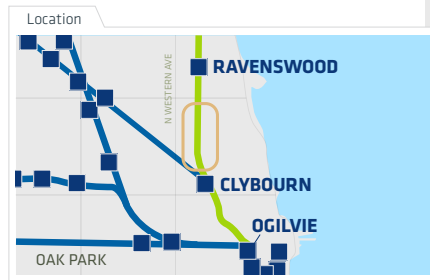 Location
N WESTERN AVE
RAVENSWOOD
CLYBOURN
OGILVIE
OAK PARK